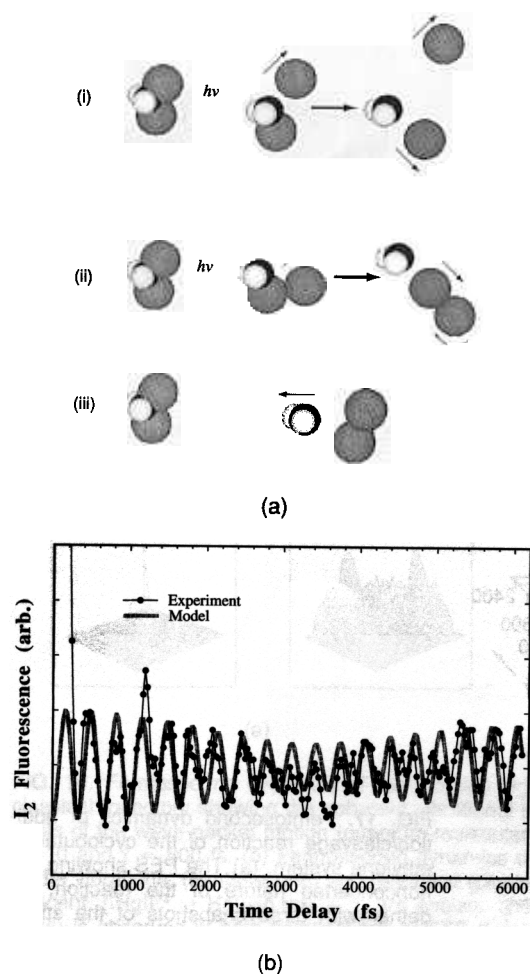 (i)
hν
(ii)
hν
(iii)
(a)
I₂ Fluorescence (arb.)
Experiment
Model
0 1000 2000 3000 4000 5000 6000
Time Delay (fs)
(b)